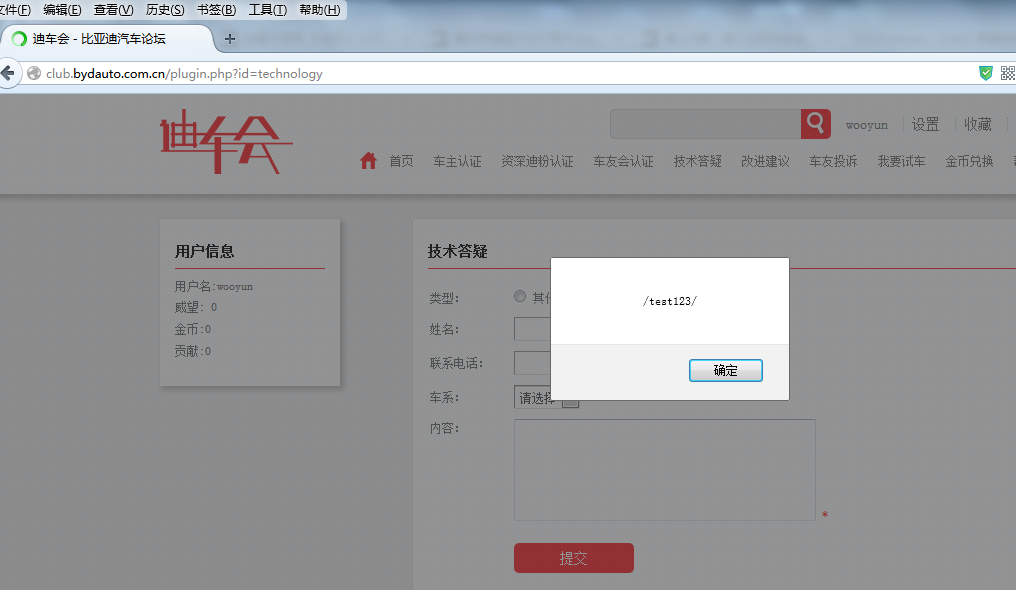 文件(F) 编辑(E) 查看(V) 历史(S) 书签(B) 工具(T) 帮助(H)
迪车会 - 比亚迪汽车论坛
club.bydauto.com.cn/plugin.php?id=technology
迪车会
wooyun 设置 收藏
首页 车主认证 资深迪粉认证 车友会认证 技术答疑 改进建议 车友投诉 我要试车 金币兑换
用户信息
用户名:wooyun
威望: 0
金币:0
贡献:0
技术答疑
类型: 其他
姓名:
联系电话:
车系: 请选择
内容:
*
提交
/test123/
确定